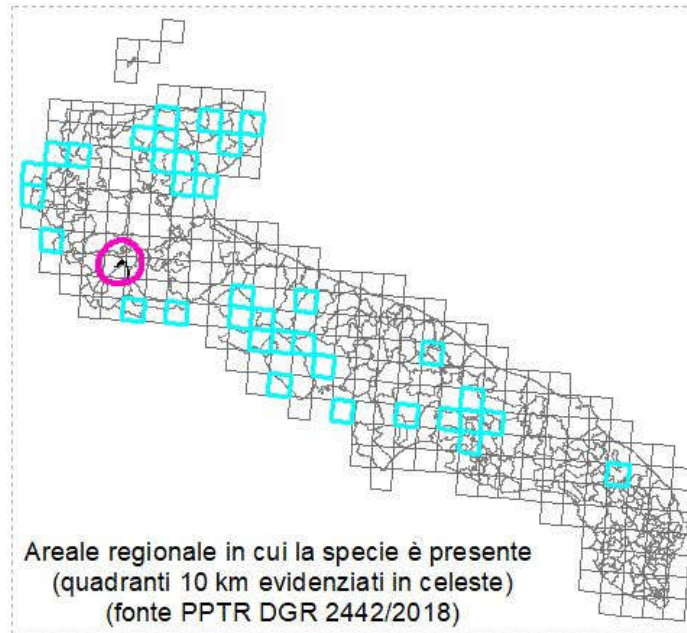 Areale regionale in cui la specie è presente
(quadranti 10 km evidenziati in celeste)
(fonte PPTR DGR 2442/2018)